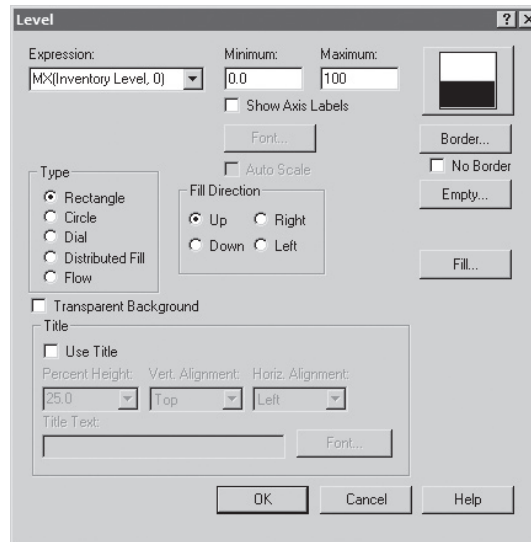 Level
Expression:
MX(Inventory Level, 0)
Minimum:
0.0
Maximum:
100
Show Axis Labels
Font...
Auto Scale
Border...
No Border
Empty...
Fill...
Type
Rectangle
Circle
Dial
Distributed Fill
Flow
Fill Direction
Up
Right
Down
Left
Transparent Background
Title
Use Title
Percent Height:
25.0
Vert. Alignment:
Top
Horiz. Alignment:
Left
Title Text:
Font...
OK
Cancel
Help